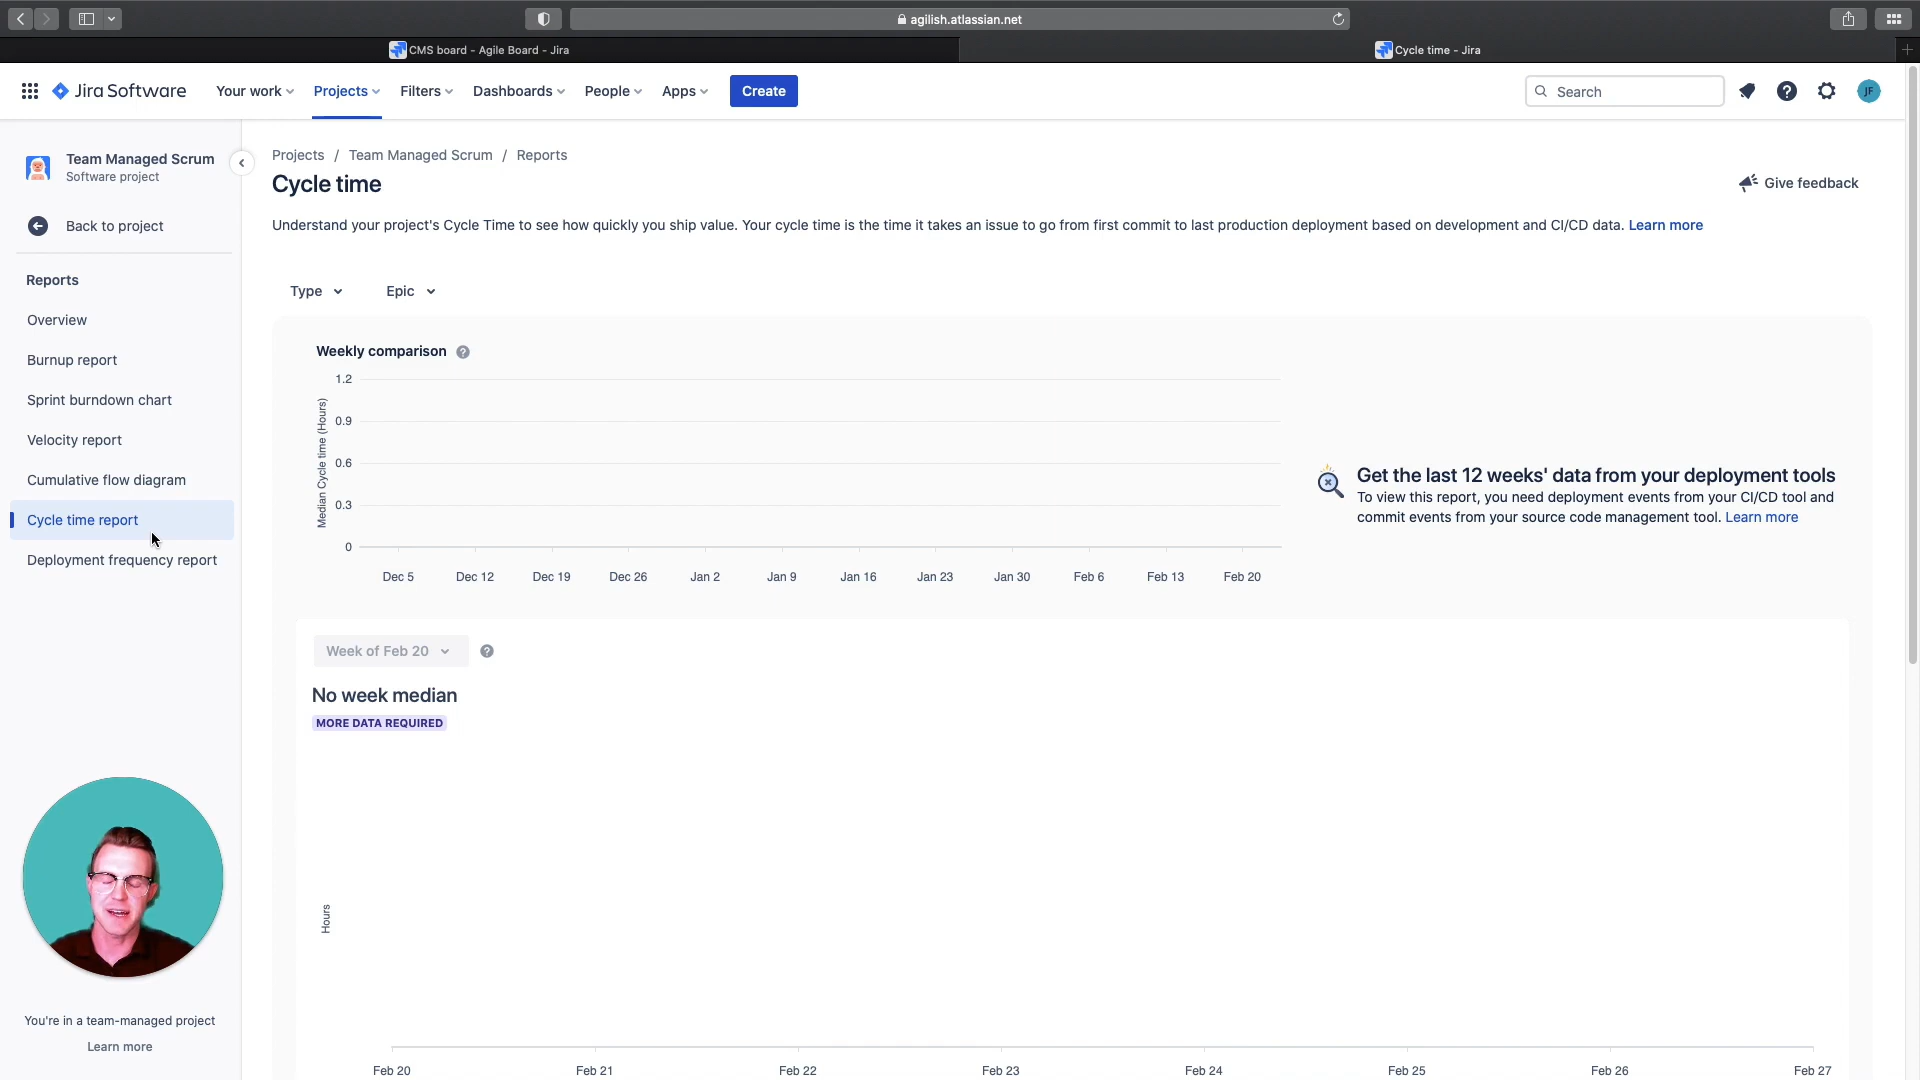 agilish.atlassian.net
CMS board - Agile Board - Jira
Cycle time - Jira
Jira Software
Your work
Projects
Filters
Dashboards
People
Apps
Create
Search
JF
Team Managed Scrum
Software project
Back to project
Reports
Overview
Burnup report
Sprint burndown chart
Velocity report
Cumulative flow diagram
Cycle time report
Deployment frequency report
You're in a team-managed project
Learn more
Projects / Team Managed Scrum / Reports
Cycle time
Give feedback
Understand your project's Cycle Time to see how quickly you ship value. Your cycle time is the time it takes an issue to go from first commit to last production deployment based on development and CI/CD data. Learn more
Type
Epic
Weekly comparison
Median Cycle time (Hours)
1.2
0.9
0.6
0.3
0
Dec 5
Dec 12
Dec 19
Dec 26
Jan 2
Jan 9
Jan 16
Jan 23
Jan 30
Feb 6
Feb 13
Feb 20
Get the last 12 weeks' data from your deployment tools
To view this report, you need deployment events from your CI/CD tool and
commit events from your source code management tool. Learn more
Week of Feb 20
No week median
MORE DATA REQUIRED
Hours
Feb 20
Feb 21
Feb 22
Feb 23
Feb 24
Feb 25
Feb 26
Feb 27